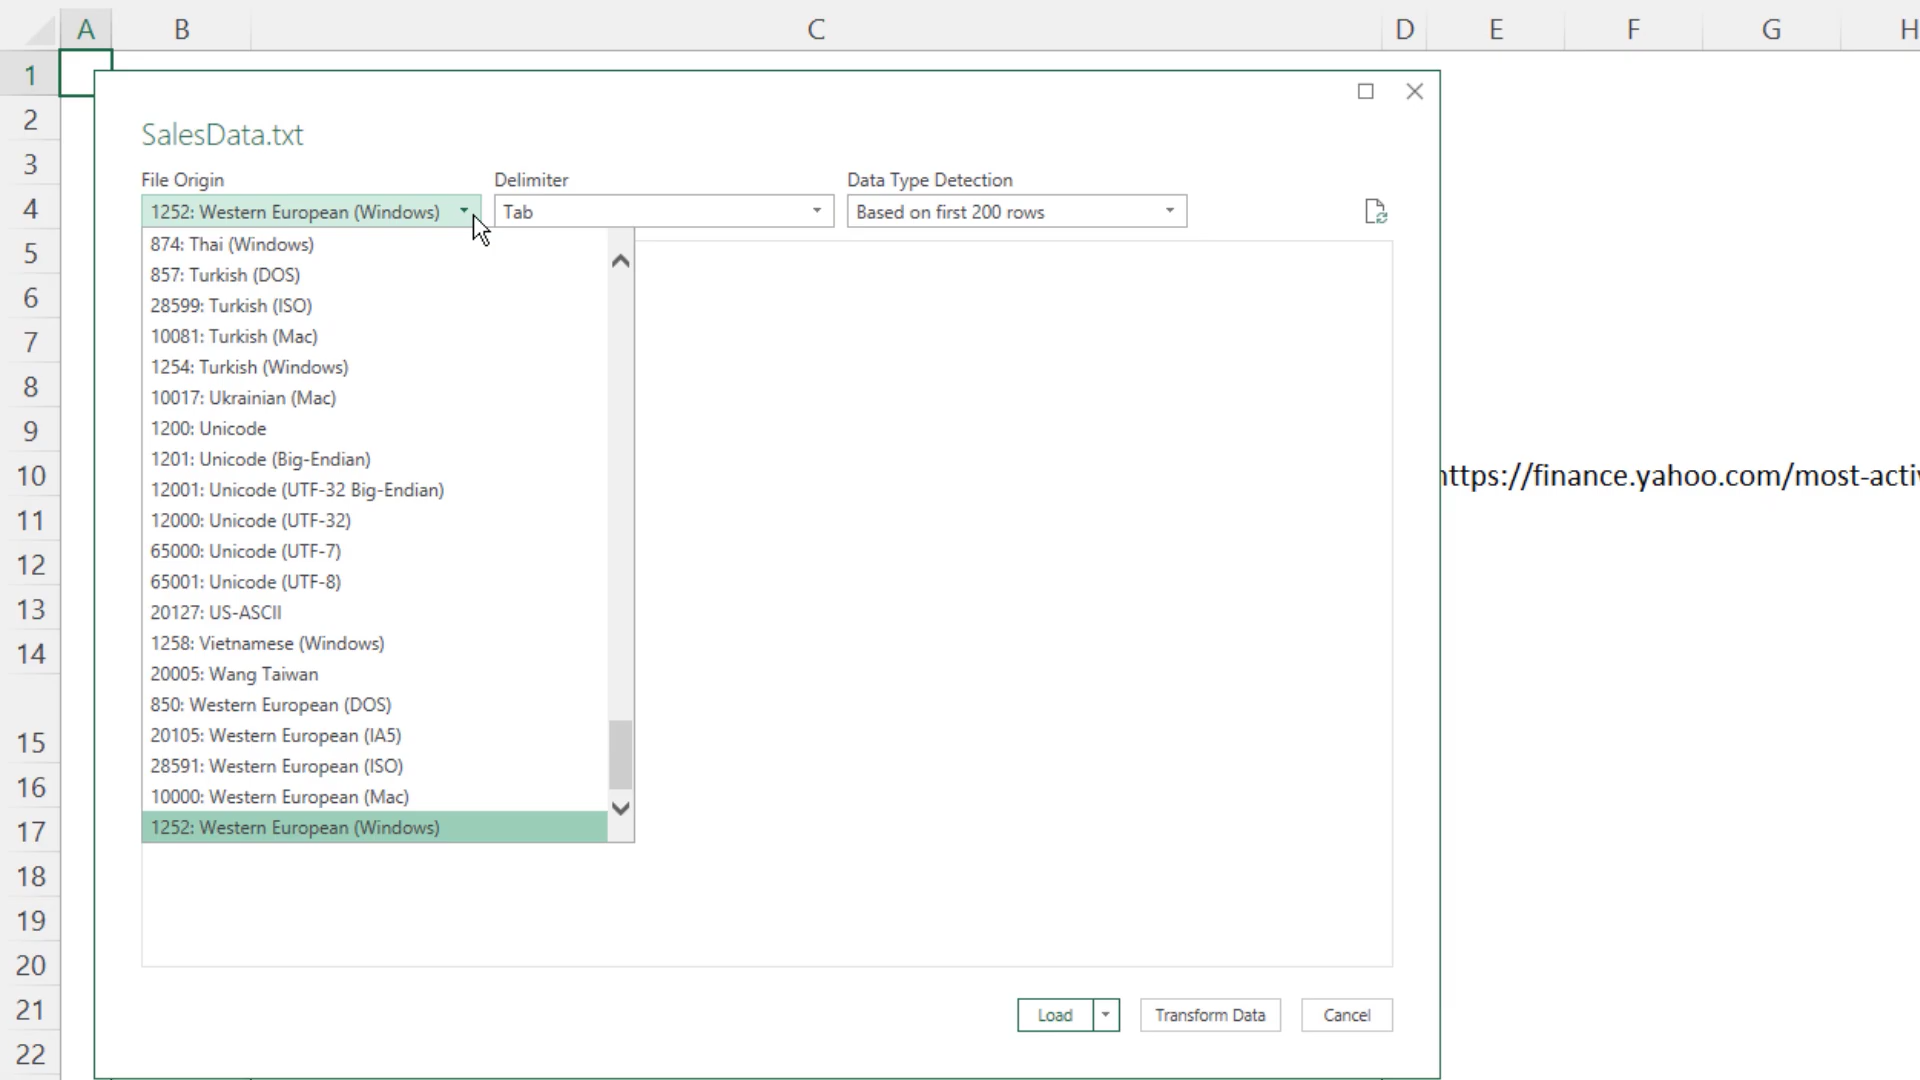 A B C D E F G H
1
2
3
4
5
6
7
8
9
10
11
12
13
14
15
16
17
18
19
20
21
22
SalesData.txt
File Origin Delimiter Data Type Detection
1252: Western European (Windows) Tab Based on first 200 rows
874: Thai (Windows)
857: Turkish (DOS)
28599: Turkish (ISO)
10081: Turkish (Mac)
1254: Turkish (Windows)
10017: Ukrainian (Mac)
1200: Unicode
1201: Unicode (Big-Endian)
12001: Unicode (UTF-32 Big-Endian)
12000: Unicode (UTF-32)
65000: Unicode (UTF-7)
65001: Unicode (UTF-8)
20127: US-ASCII
1258: Vietnamese (Windows)
20005: Wang Taiwan
850: Western European (DOS)
20105: Western European (IA5)
28591: Western European (ISO)
10000: Western European (Mac)
1252: Western European (Windows)
Load Transform Data Cancel
https://finance.yahoo.com/most-activ